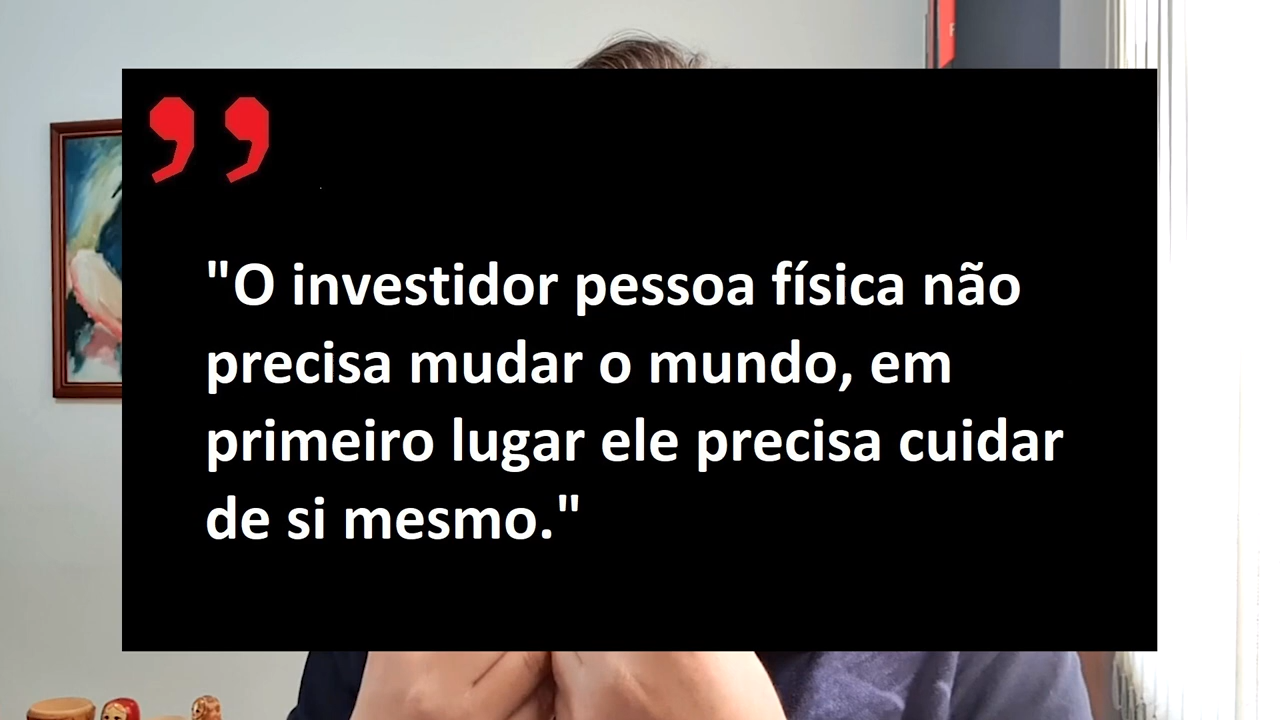 "O investidor pessoa física não
precisa mudar o mundo, em
primeiro lugar ele precisa cuidar
de si mesmo."